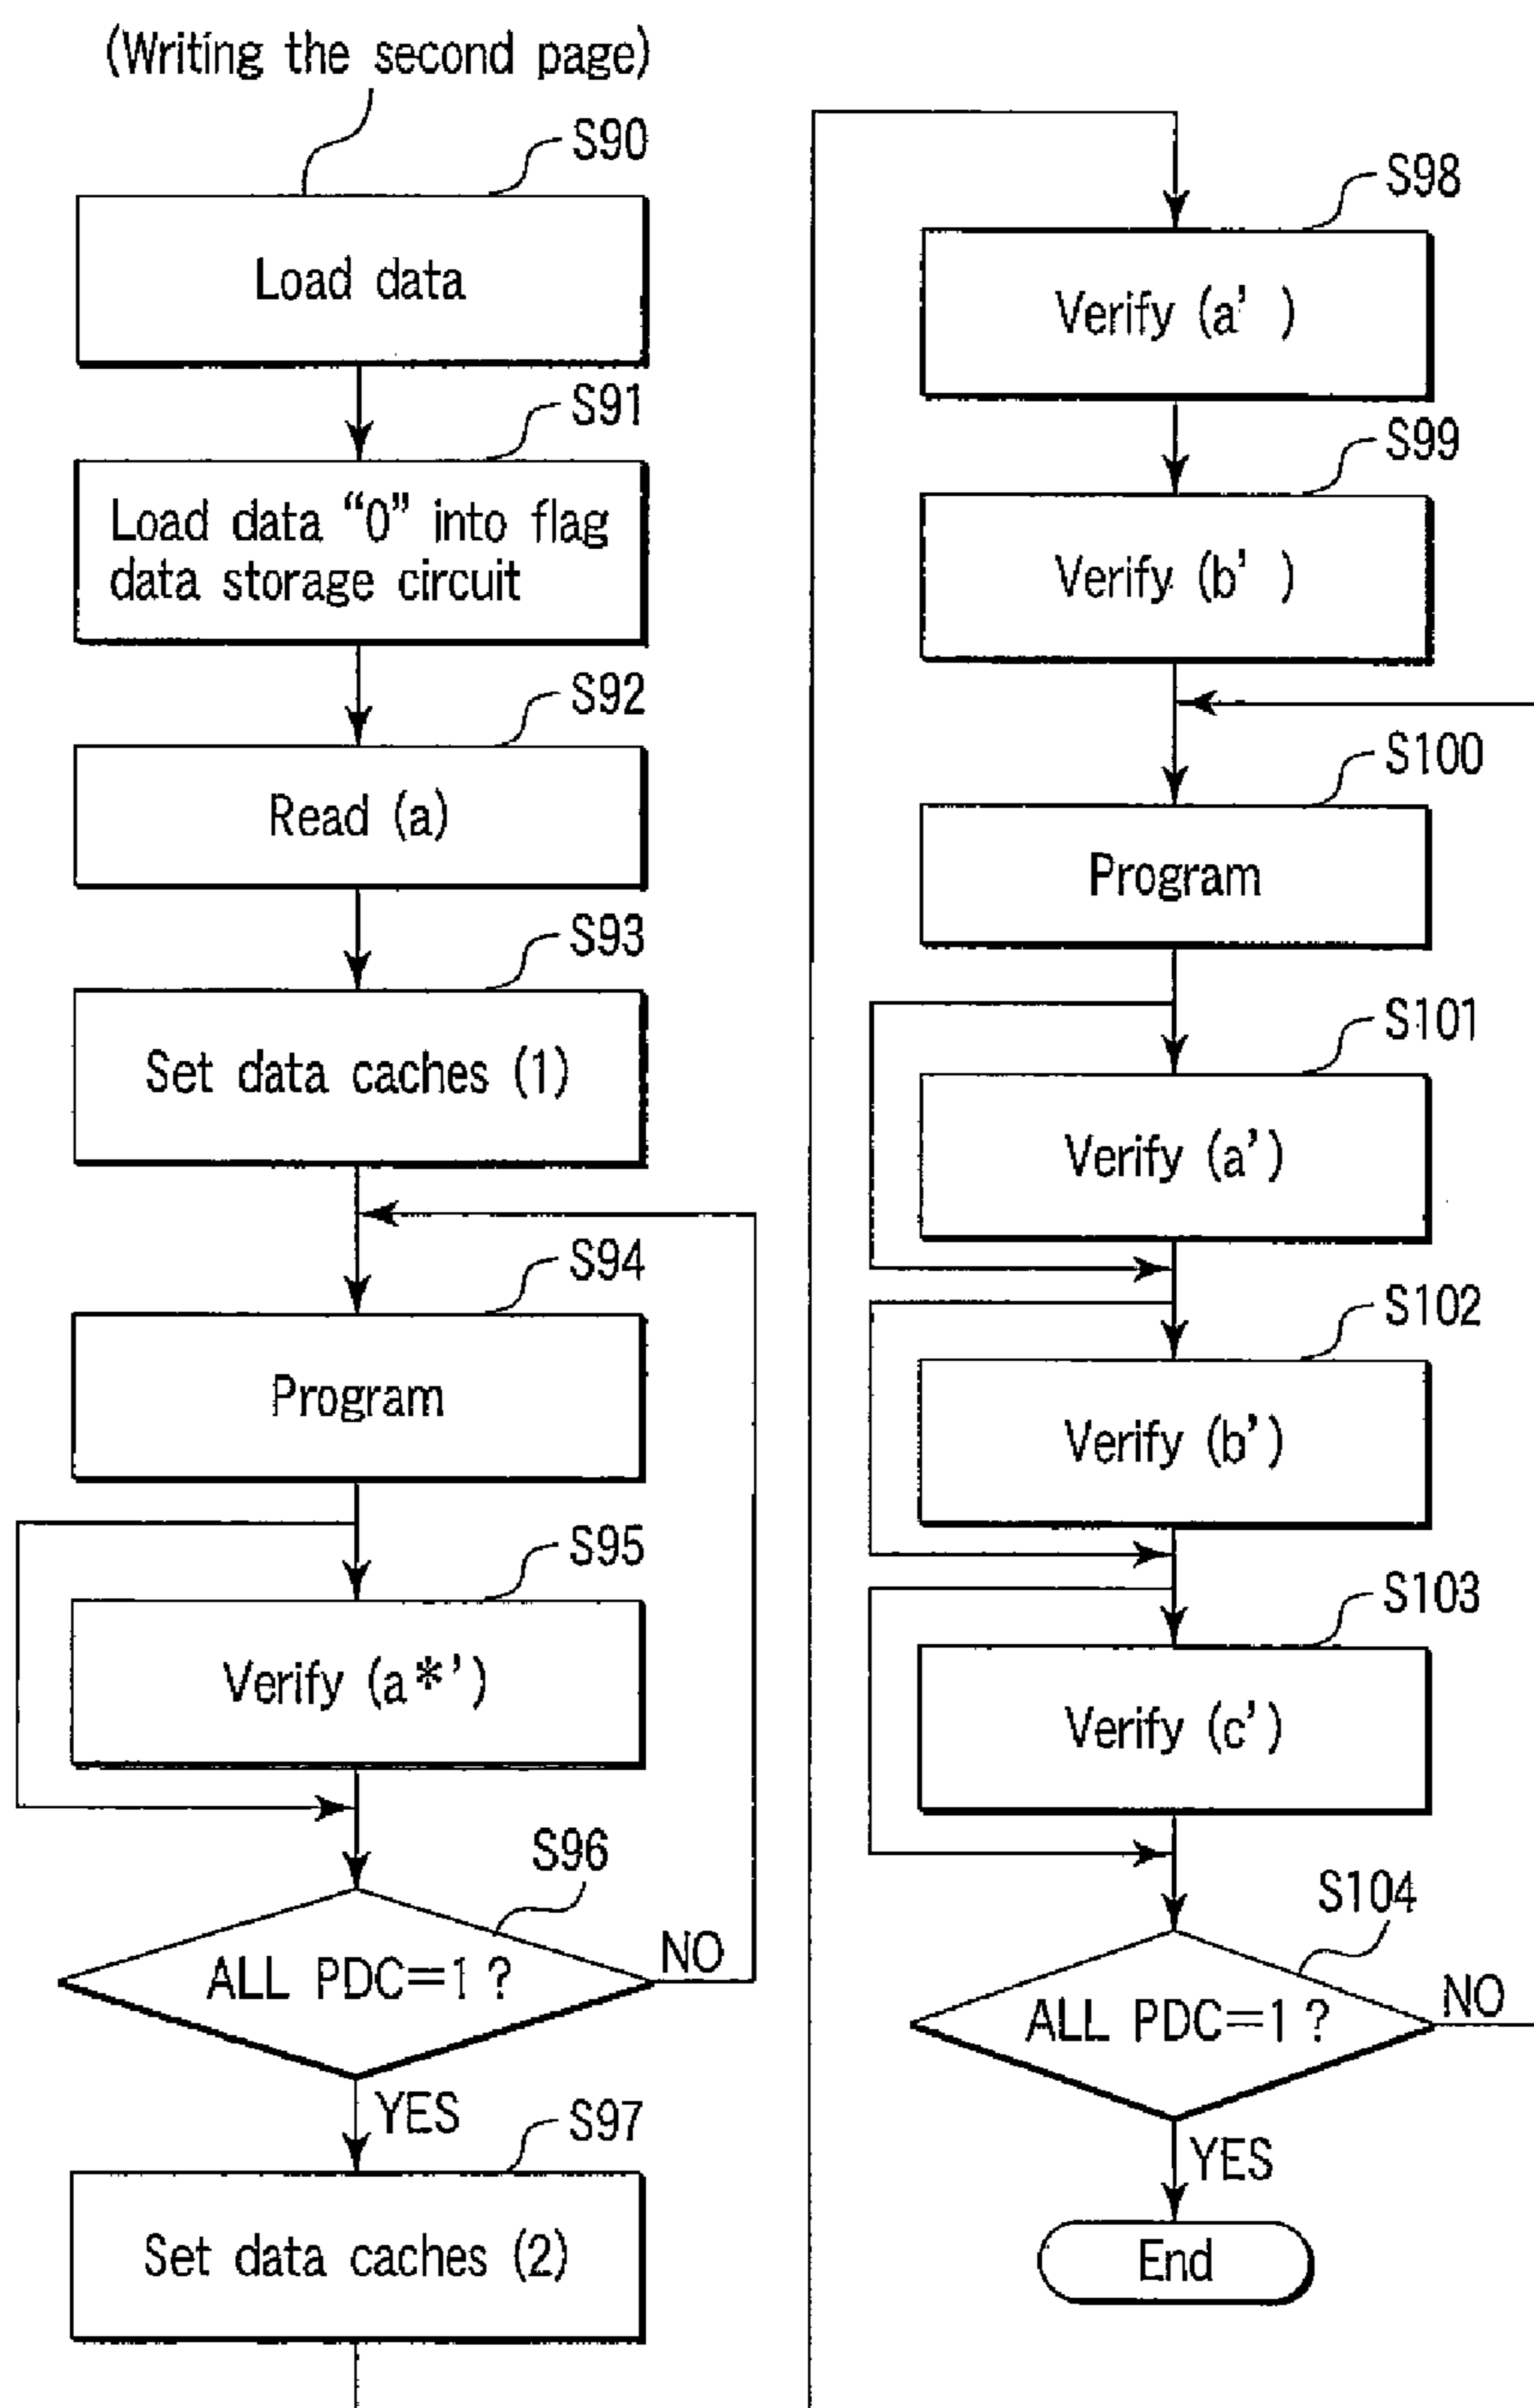 (Writing the second page)
S90
Load data
S91
Load data “0” into flag
data storage circuit
S92
Read (a)
S93
Set data caches (1)
S94
Program
S95
Verify (a*’)
S96
ALL PDC=1 ?
NO
YES
S97
Set data caches (2)
S98
Verify (a’ )
S99
Verify (b’ )
S100
Program
S101
Verify (a’)
S102
Verify (b’)
S103
Verify (c’)
S104
ALL PDC=1 ?
NO
YES
End